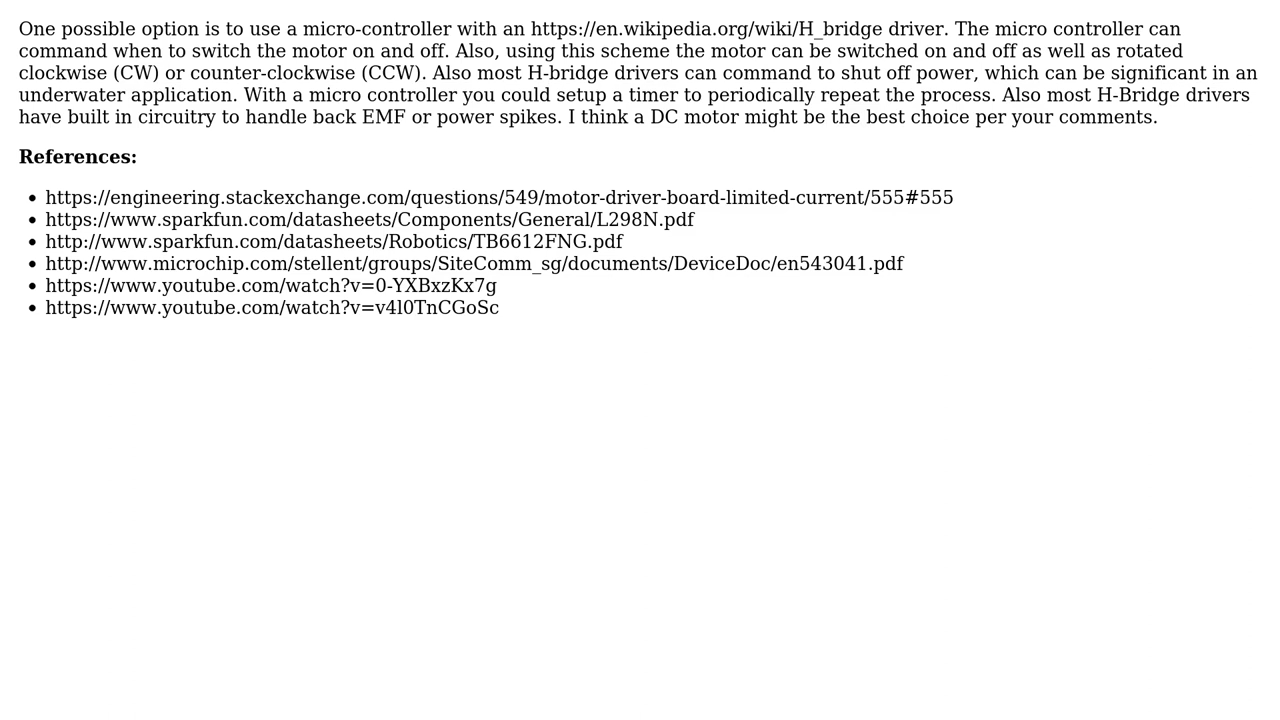 One possible option is to use a micro-controller with an https://en.wikipedia.org/wiki/H_bridge driver. The micro controller can
command when to switch the motor on and off. Also, using this scheme the motor can be switched on and off as well as rotated
clockwise (CW) or counter-clockwise (CCW). Also most H-bridge drivers can command to shut off power, which can be significant in an
underwater application. With a micro controller you could setup a timer to periodically repeat the process. Also most H-Bridge drivers
have built in circuitry to handle back EMF or power spikes. I think a DC motor might be the best choice per your comments.
References:
• https://engineering.stackexchange.com/questions/549/motor-driver-board-limited-current/555#555
• https://www.sparkfun.com/datasheets/Components/General/L298N.pdf
• http://www.sparkfun.com/datasheets/Robotics/TB6612FNG.pdf
• http://www.microchip.com/stellent/groups/SiteComm_sg/documents/DeviceDoc/en543041.pdf
• https://www.youtube.com/watch?v=0-YXBxzKx7g
• https://www.youtube.com/watch?v=v4l0TnCGoSc